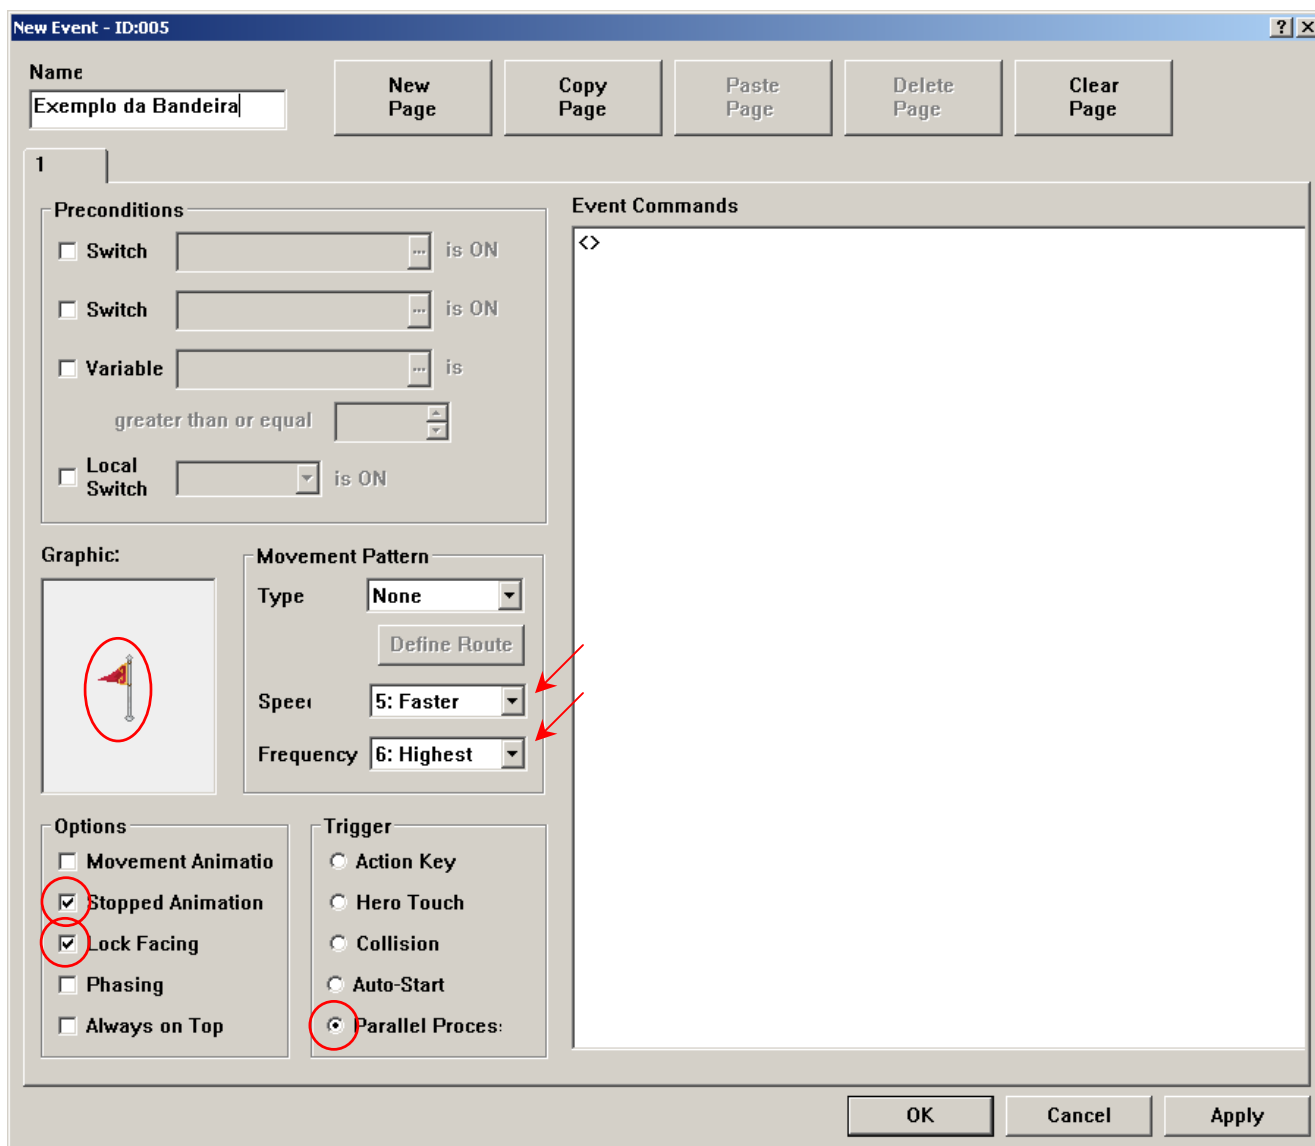 New Event - ID:005
Name
Exemplo da Bandeira
New
Page
Copy
Page
Paste
Page
Delete
Page
Clear
Page
1
Preconditions
Switch ... is ON
Switch ... is ON
Variable ... is
greater than or equal
Local
Switch
is ON
Graphic:
Movement Pattern
Type None
Define Route
Spee
5: Faster
Frequency 6: Highest
Options
Movement Animatio
Stopped Animation
Lock Facing
Phasing
Always on Top
Trigger
Action Key
Hero Touch
Collision
Auto-Start
Parallel Proces
Event Commands
<>
OK
Cancel
Apply